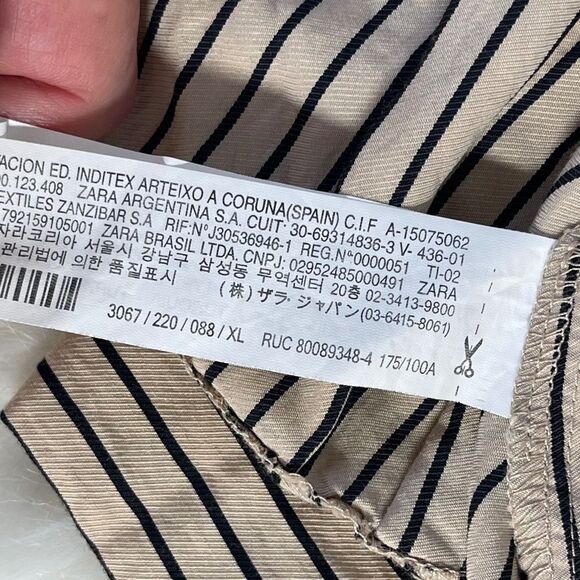 TACION ED. INDITEX ARTEIXO A CORUNA(SPAIN) C.I.F A-15075062
00.123.408 ZARA ARGENTINA S.A. CUIT: 30-69314836-3 V- 436-01
EXTILES ZANZIBAR S.A RIF:N°J30536946-1 REG.N°0000051 TI-02
792159105001 ZARA BRASIL LTDA. CNPJ: 02952485000491 ZARA
자라코리아 서울시 강남구 삼성동 무역센터 20층 02-3413-9800
관리법에 의한 품질표시 (株) ザラ・ジャパン(03-6415-8061)
3067/220/088/XL RUC 80089348-4 175/100A